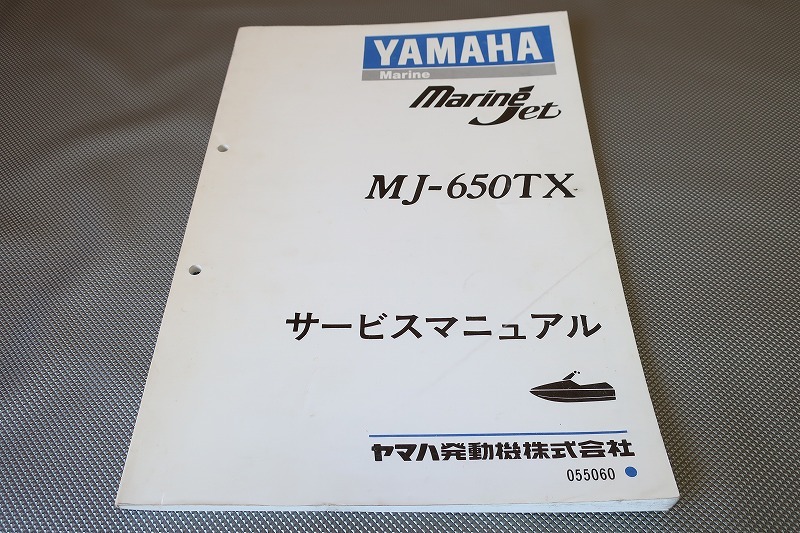 YAMAHA
Marine
Marine Jet
MJ-650TX
サービスマニュアル
ヤマハ発動機株式会社
055060